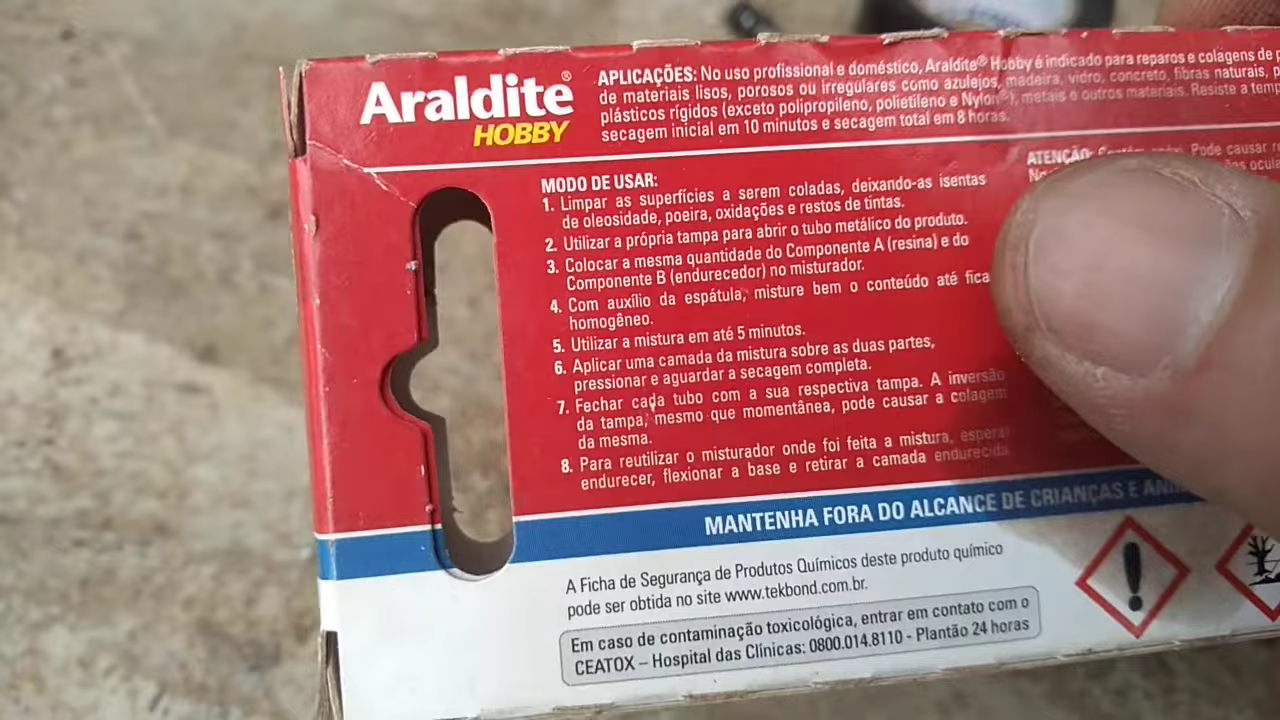 Araldite®
HOBBY
APLICAÇÕES: No uso profissional e doméstico, Araldite® Hobby é indicado para reparos e colagens de
de materiais lisos, porosos ou irregulares como azulejos, madeira, vidro, concreto, fibras naturais,
plásticos rígidos (exceto polipropileno, polietileno e Nylon®), metais e outros materiais. Resiste a
secagem inicial em 10 minutos e secagem total em 8 horas.
MODO DE USAR:
1. Limpar as superfícies a serem coladas, deixando-as isentas
de oleosidade, poeira, oxidações e restos de tintas.
2. Utilizar a própria tampa para abrir o tubo metálico do produto.
3. Colocar a mesma quantidade do Componente A (resina) e do
Componente B (endurecedor) no misturador.
4. Com auxílio da espátula, misture bem o conteúdo até fica
homogêneo.
5. Utilizar a mistura em até 5 minutos.
6. Aplicar uma camada da mistura sobre as duas partes,
pressionar e aguardar a secagem completa.
7. Fechar cada tubo com a sua respectiva tampa. A inversão
da tampa, mesmo que momentânea, pode causar a colagem
da mesma.
8. Para reutilizar o misturador onde foi feita a mistura, esperar
endurecer, flexionar a base e retirar a camada endurecida.
ATENÇÃO: Pode causar
MANTENHA FORA DO ALCANCE DE CRIANÇAS E
A Ficha de Segurança de Produtos Químicos deste produto químico
pode ser obtida no site www.tekbond.com.br.
Em caso de contaminação toxicológica, entrar em contato com o
CEATOX – Hospital das Clínicas: 0800.014.8110 - Plantão 24 horas